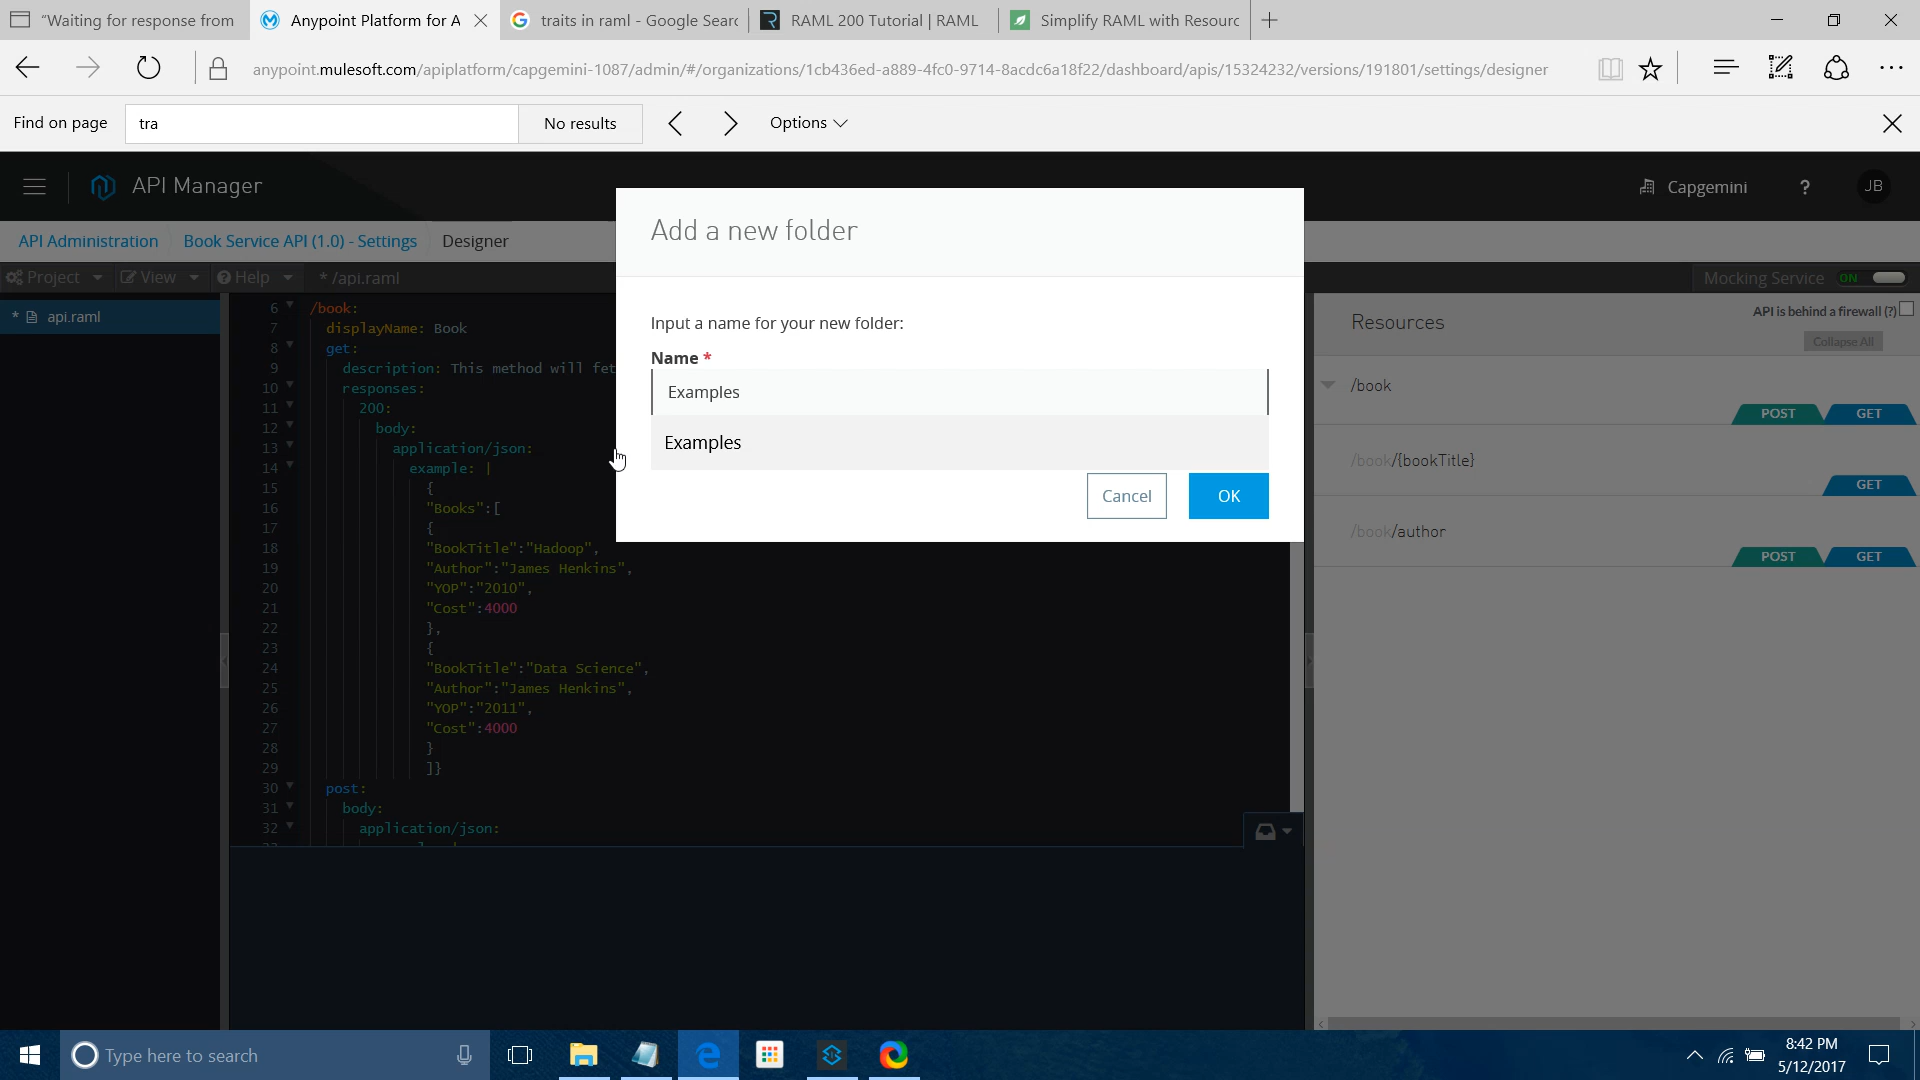 "Waiting for response from
Anypoint Platform for A
traits in raml - Google Searc
RAML 200 Tutorial | RAML
Simplify RAML with Resourc
anypoint.mulesoft.com/apiplatform/capgemini-1087/admin/#/organizations/1cb436ed-a889-4fc0-9714-8acdc6a18f22/dashboard/apis/15324232/versions/191801/settings/designer
Find on page
tra
No results
Options
API Manager
Capgemini
?
JB
API Administration
Book Service API (1.0) - Settings
Designer
Project
View
Help
* /api.raml
Mocking Service
ON
* api.raml
6 /book:
7 displayName: Book
8 get:
9 description: This method will fet
10 responses:
11 200:
12 body:
13 application/json:
14 example: |
15 {
16 "Books":[
17 {
18 "BookTitle":"Hadoop",
19 "Author":"James Henkins",
20 "YOP":"2010",
21 "Cost":4000
22 },
23 {
24 "BookTitle":"Data Science",
25 "Author":"James Henkins",
26 "YOP":"2011",
27 "Cost":4000
28 }
29 ]}
30 post:
31 body:
32 application/json:
Add a new folder
Input a name for your new folder:
Name *
Examples
Examples
Cancel
OK
API is behind a firewall (?)
Resources
Collapse All
/book
POST
GET
/book/{bookTitle}
GET
/book/author
POST
GET
Type here to search
8:42 PM
5/12/2017